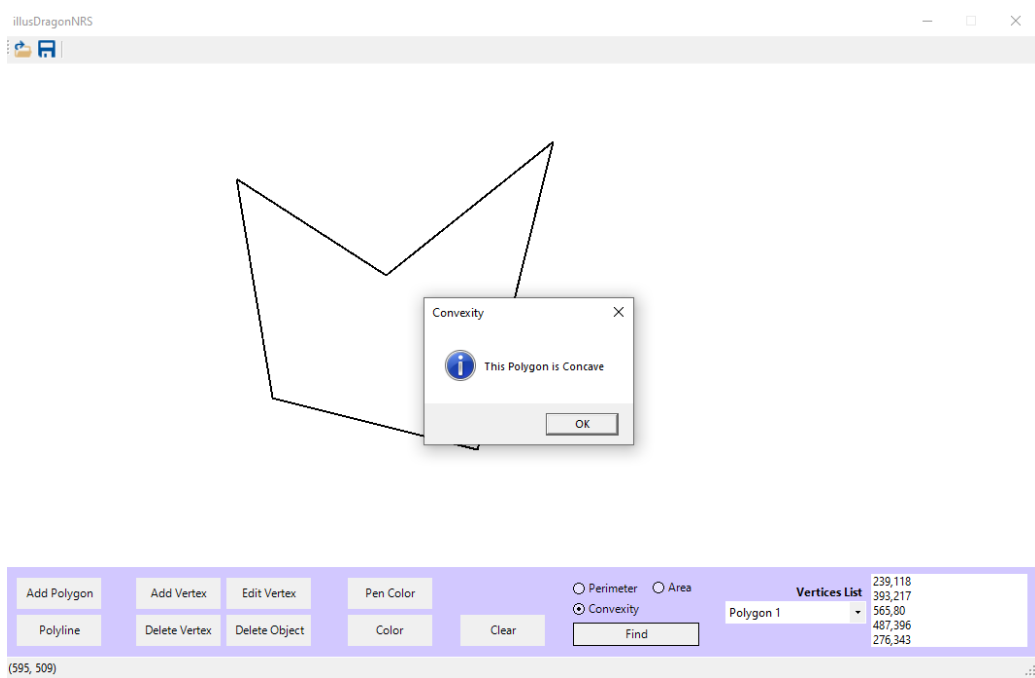 illusDragonNRS
Convexity
This Polygon is Concave
OK
Add Polygon
Add Vertex
Edit Vertex
Pen Color
Polyline
Delete Vertex
Delete Object
Color
Clear
Perimeter
Area
Convexity
Find
Vertices List
Polygon 1
239,118
393,217
565,80
487,396
276,343
(595, 509)